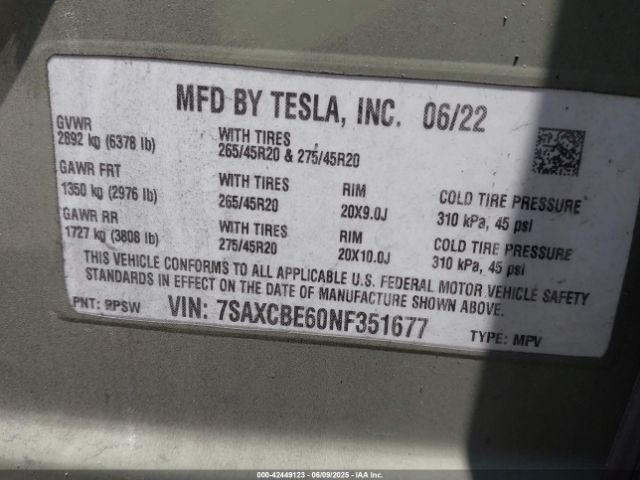 MFD BY TESLA, INC. 06/22
GVWR
2892 kg (6378 lb)
WITH TIRES
265/45R20 & 275/45R20
GAWR FRT
1350 kg (2976 lb)
WITH TIRES
265/45R20
RIM
20X9.0J
COLD TIRE PRESSURE
310 kPa, 45 psi
GAWR RR
1727 kg (3808 lb)
WITH TIRES
275/45R20
RIM
20X10.0J
COLD TIRE PRESSURE
310 kPa, 45 psi
THIS VEHICLE CONFORMS TO ALL APPLICABLE U.S. FEDERAL MOTOR VEHICLE SAFETY
STANDARDS IN EFFECT ON THE DATE OF MANUFACTURE SHOWN ABOVE.
PNT: PPSW VIN: 7SAXCBE60NF351677 TYPE: MPV
000-42449123 - 06/09/2025 - IAA HOLDINGS, LLC.